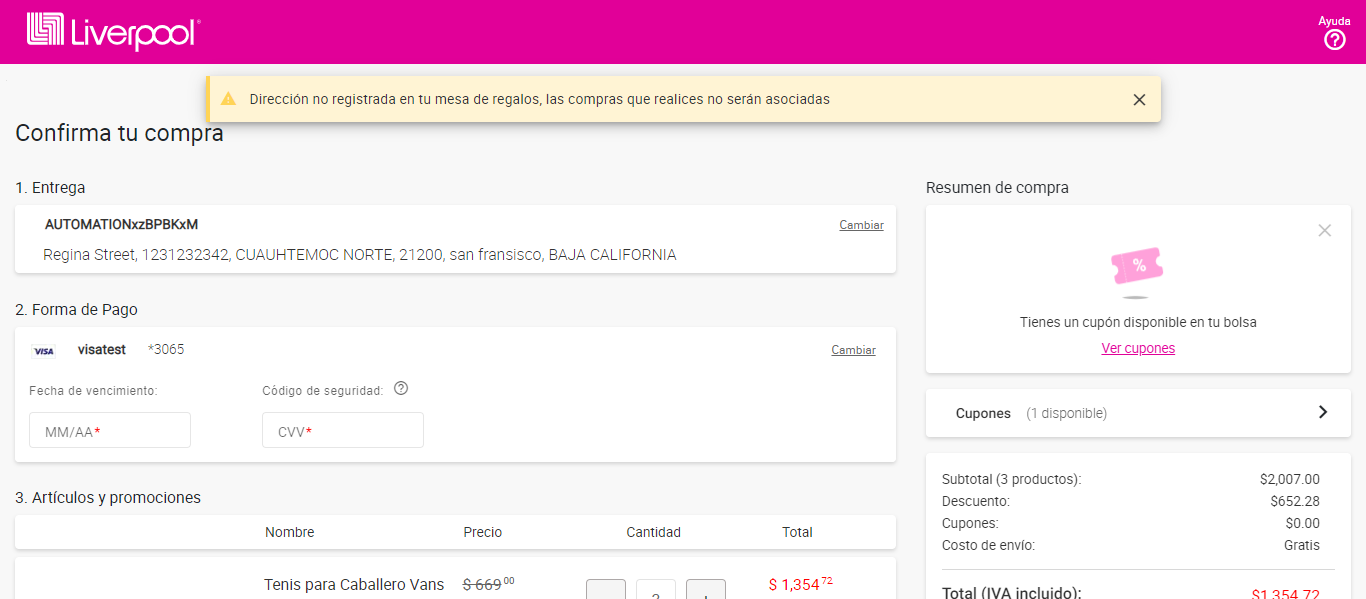 Liverpool
Ayuda
Dirección no registrada en tu mesa de regalos, las compras que realices no serán asociadas
Confirma tu compra
1. Entrega
AUTOMATIONxzBPBKxM
Cambiar
Regina Street, 1231232342, CUAUHTEMOC NORTE, 21200, san fransisco, BAJA CALIFORNIA
2. Forma de Pago
VISA visatest *3065
Cambiar
Fecha de vencimiento:
Código de seguridad: ?
MM/AA*
CVV*
3. Artículos y promociones
Nombre Precio Cantidad Total
Tenis para Caballero Vans $ 669 00 $ 1,354 72
Resumen de compra
%
Tienes un cupón disponible en tu bolsa
Ver cupones
Cupones (1 disponible)
Subtotal (3 productos): $2,007.00
Descuento: $652.28
Cupones: $0.00
Costo de envío: Gratis
Total (IVA incluido): $1,354.72